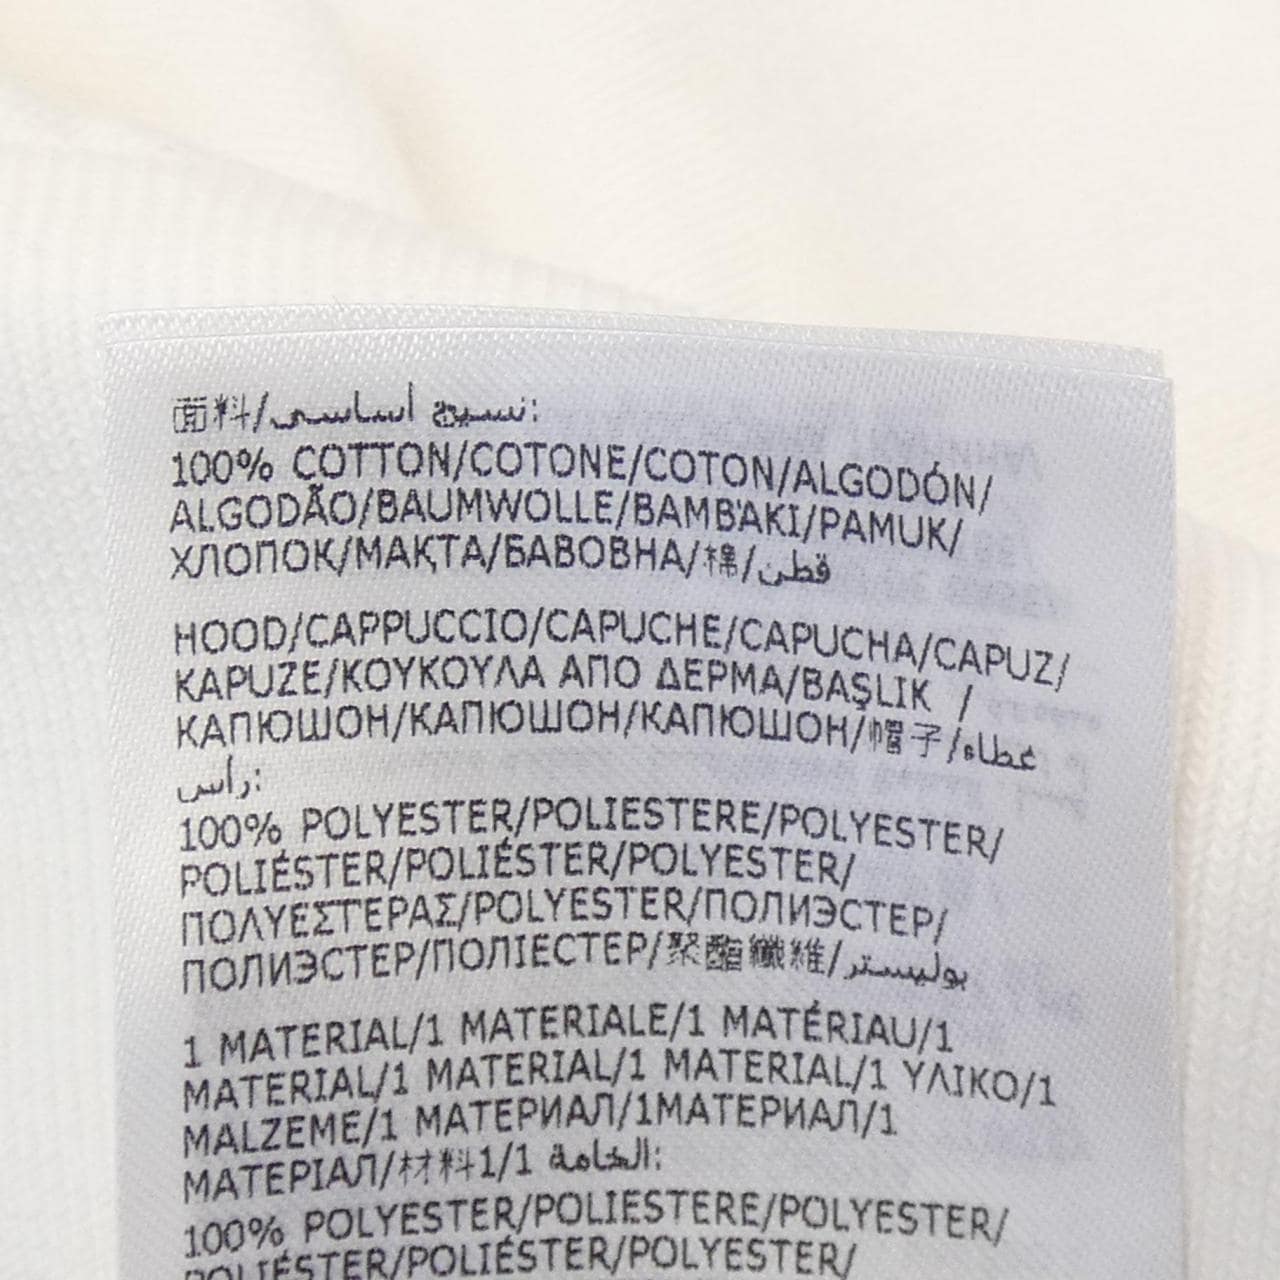 面料/نسيج أساسي:
100% COTTON/COTONE/COTON/ALGODÓN/
ALGODÃO/BAUMWOLLE/ΒΑΜΒ'ΑΚΙ/PAMUK/
ХЛОПОК/МАҚТА/БАВОВНА/棉/قطن
HOOD/CAPPUCCIO/CAPUCHE/CAPUCHA/CAPUZ/
KAPUZE/ΚΟΥΚΟΥΛΑ ΑΠΟ ΔΕΡΜΑ/BAŞLIK /
КАПЮШОН/КАПЮШОН/КАПЮШОН/帽子/غطاء
رأس:
100% POLYESTER/POLIESTERE/POLYESTER/
POLIÉSTER/POLIÉSTER/POLYESTER/
ΠΟΛΥΕΣΤΕΡΑΣ/POLYESTER/ПОЛИЭСТЕР/
ПОЛИЭСТЕР/ПОЛІЕСТЕР/聚酯纖維/بوليستر
1 MATERIAL/1 MATERIALE/1 MATÉRIAU/1
MATERIAL/1 MATERIAL/1 MATERIAL/1 ΥΛΙΚΟ/1
MALZEME/1 МАТЕРИАЛ/1МАТЕРИАЛ/1
МАТЕРІАЛ/材料1/1 الخامة:
100% POLYESTER/POLIESTERE/POLYESTER/
POLIÉSTER/POLIÉSTER/POLYESTER/